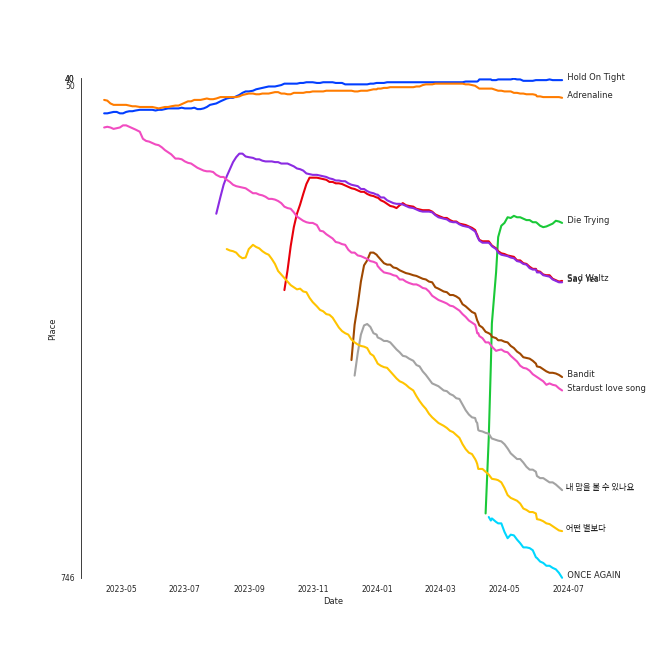 50
Hold On Tight
Adrenaline
Die Trying
Sad Waltz
Say Yes
Bandit
Stardust love song
내 맘을 볼 수 있나요
어떤 별보다
ONCE AGAIN
Place
746
2023-05 2023-07 2023-09 2023-11 2024-01 2024-03 2024-05 2024-07
Date